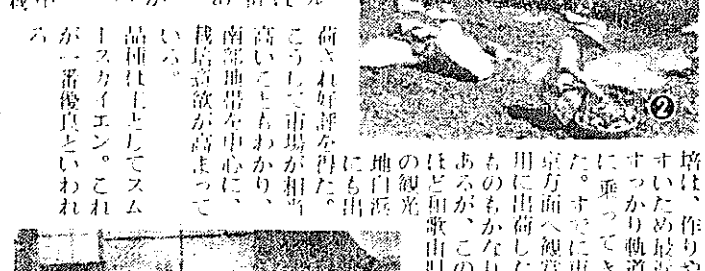 培は、作りや
すいため最近
すっかり軌道
に乗ってき
た。すでに東
京方面へ観賞
用に出荷した
ものもかなり
あるが、この
ほど和歌山県
の観光
地白浜
にも出
荷され好評を得た。
こうして市場が相当
高いこともわかり、
南部地帯を中心に、
栽培意欲が高まって
いる。
品種は主としてスム
ースカイエン。これ
が一番優良といわれ
る
❷